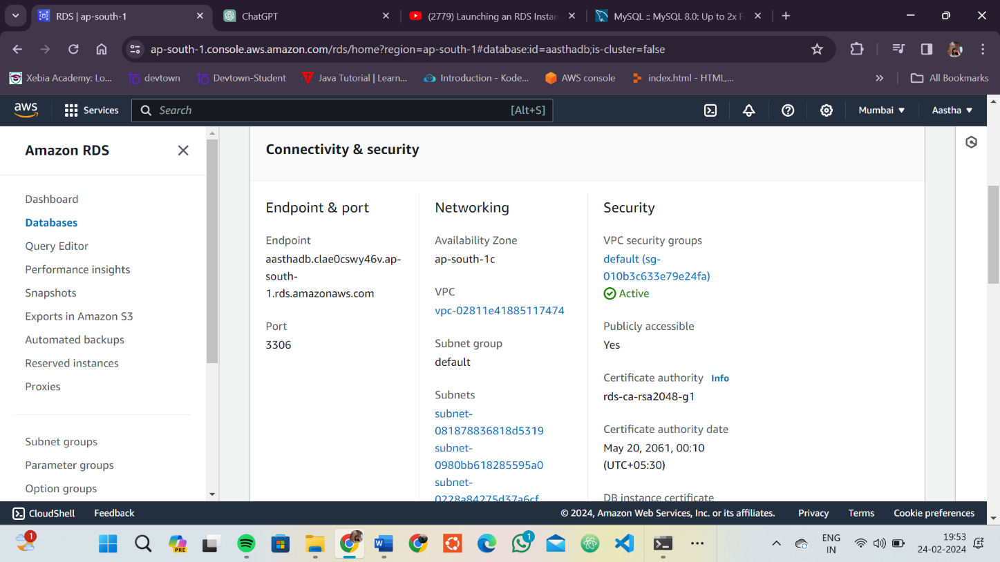 RDS | ap-south-1
ChatGPT
(2779) Launching an RDS Instan
MySQL :: MySQL 8.0: Up to 2x F
ap-south-1.console.aws.amazon.com/rds/home?region=ap-south-1#database:id=aasthadb;is-cluster=false
Xebia Academy: Lo...
devtown
Devtown-Student
Java Tutorial | Learn...
Introduction - Kode...
AWS console
index.html - HTML,...
»
All Bookmarks
aws
Services
Search
[Alt+S]
Mumbai
Aastha
Amazon RDS
Dashboard
Databases
Query Editor
Performance insights
Snapshots
Exports in Amazon S3
Automated backups
Reserved instances
Proxies
Subnet groups
Parameter groups
Option groups
Connectivity & security
Endpoint & port
Endpoint
aasthadb.clae0cswy46v.ap-
south-
1.rds.amazonaws.com
Port
3306
Networking
Availability Zone
ap-south-1c
VPC
vpc-02811e41885117474
Subnet group
default
Subnets
subnet-
081878836818d5319
subnet-
0980bb618285595a0
subnet-
0228a84275d37a6cf
Security
VPC security groups
default (sg-
010b3c633e79e24fa)
Active
Publicly accessible
Yes
Certificate authority Info
rds-ca-rsa2048-g1
Certificate authority date
May 20, 2061, 00:10
(UTC+05:30)
DB instance certificate
CloudShell
Feedback
© 2024, Amazon Web Services, Inc. or its affiliates.
Privacy
Terms
Cookie preferences
1
PRE
1
ENG
IN
19:53
24-02-2024